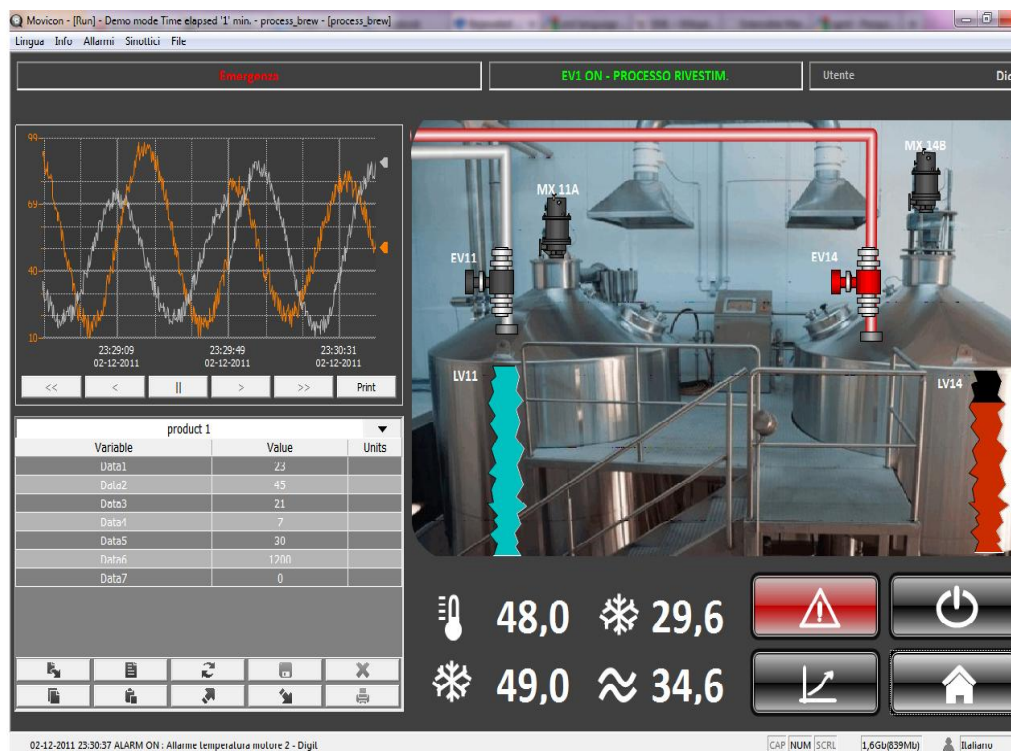 Movicon - [Run] - Demo mode Time elapsed '1' min. - process_brew - [process_brew]
Lingua Info Allarmi Sinottici File
Emergenza
EV1 ON - PROCESSO RIVESTIM.
Utente
99
69
40
10
23:29:09
02-12-2011
23:29:49
02-12-2011
23:30:31
02-12-2011
<< < || > >> Print
MX 11A
MX 14B
EV11
EV14
LV11
LV14
product 1
Variable Value Units
Data1 23
Data2 45
Data3 21
Data4 7
Data5 30
Data6 1200
Data7 0
48,0 29,6
49,0 34,6
02-12-2011 23:30:37 ALARM ON : Allarme temperatura motore 2 - Digit
CAP NUM SCRL 1,6Gb(839Mb) Italiano